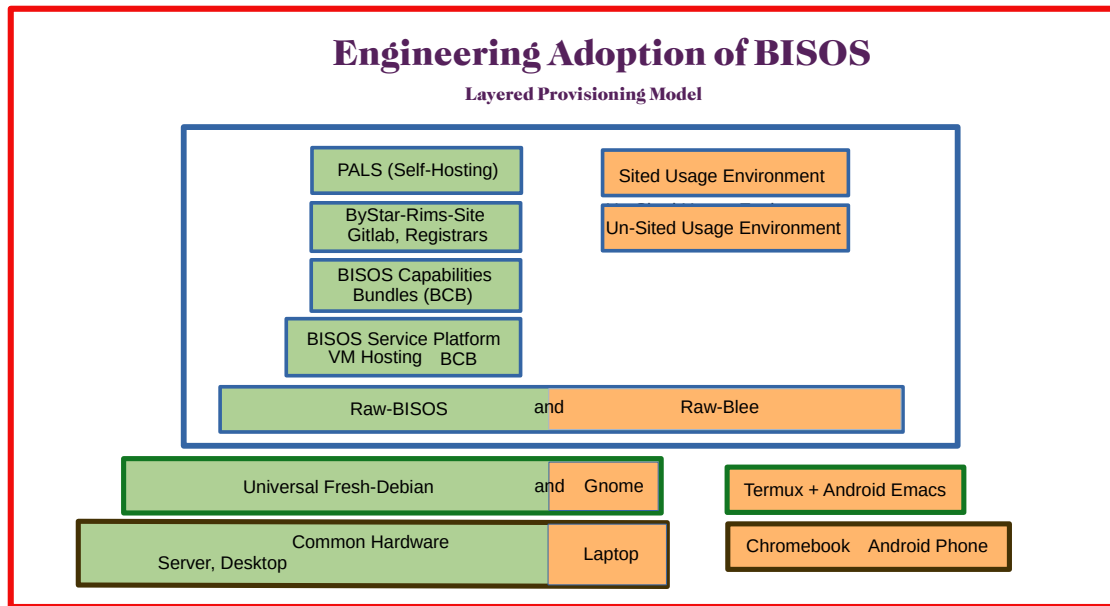 Engineering Adoption of BISOS
Layered Provisioning Model
PALS (Self-Hosting)
Sited Usage Environment
ByStar-Rims-Site
Gitlab, Registrars
Un-Sited Usage Environment
BISOS Capabilities
Bundles (BCB)
BISOS Service Platform
VM Hosting BCB
Raw-BISOS and Raw-Blee
Universal Fresh-Debian and Gnome
Termux + Android Emacs
Common Hardware
Server, Desktop
Laptop
Chromebook Android Phone